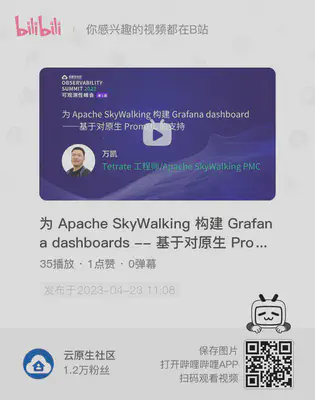 bilibili 你感兴趣的视频都在B站
OBSERVABILITY
SUMMIT 2023
可观测性峰会
为 Apache SkyWalking 构建 Grafana dashboard
——基于对原生 Prom 支持
万凯
Tetrate 工程师/Apache SkyWalking PMC
为 Apache SkyWalking 构建 Grafan
a dashboards -- 基于对原生 Pro...
35播放 · 1点赞 · 0弹幕
发布于2023-04-23 11:08
云原生社区
1.2万粉丝
保存图片
打开哔哩哔哩APP
扫码观看视频